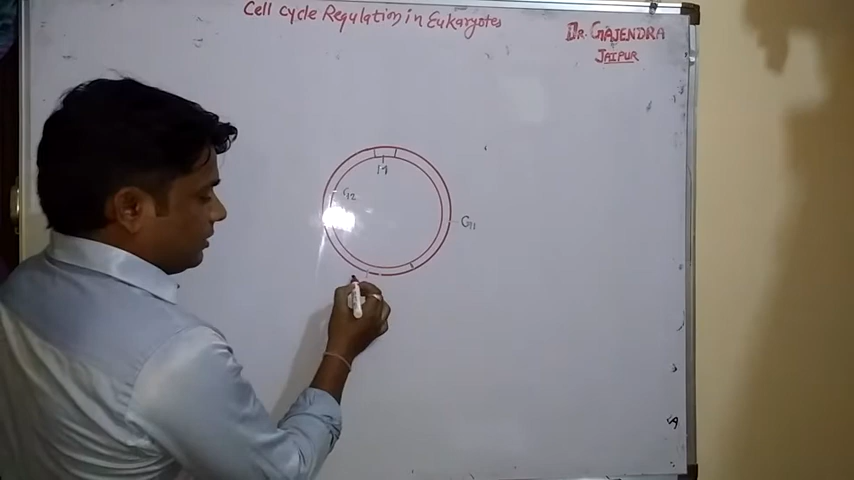 Cell Cycle Regulation in Eukaryotes
Dr. GAJENDRA
JAIPUR
M
G2
G1